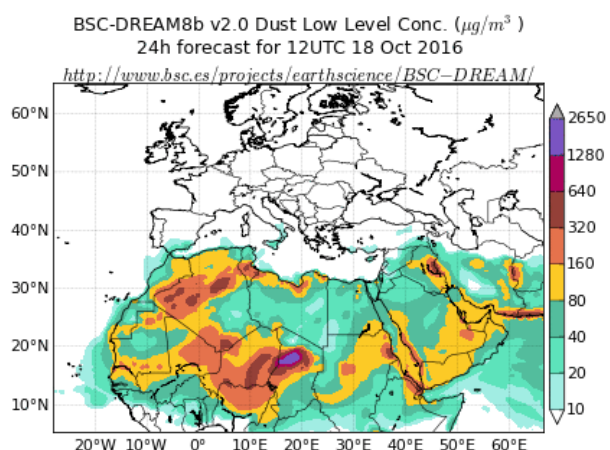 BSC-DREAM8b v2.0 Dust Low Level Conc. (μg/m³ )
24h forecast for 12UTC 18 Oct 2016
http://www.bsc.es/projects/earthscience/BSC−DREAM/
60°N
50°N
40°N
30°N
20°N
10°N
20°W 10°W 0° 10°E 20°E 30°E 40°E 50°E 60°E
2650
1280
640
320
160
80
40
20
10